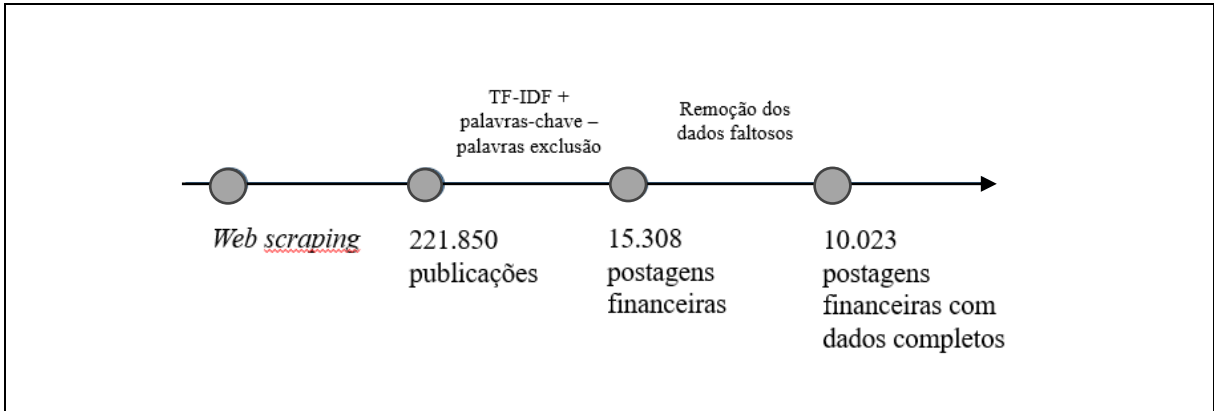 TF-IDF +
palavras-chave –
palavras exclusão
Remoção dos
dados faltosos
Web scraping
221.850
publicações
15.308
postagens
financeiras
10.023
postagens
financeiras com
dados completos